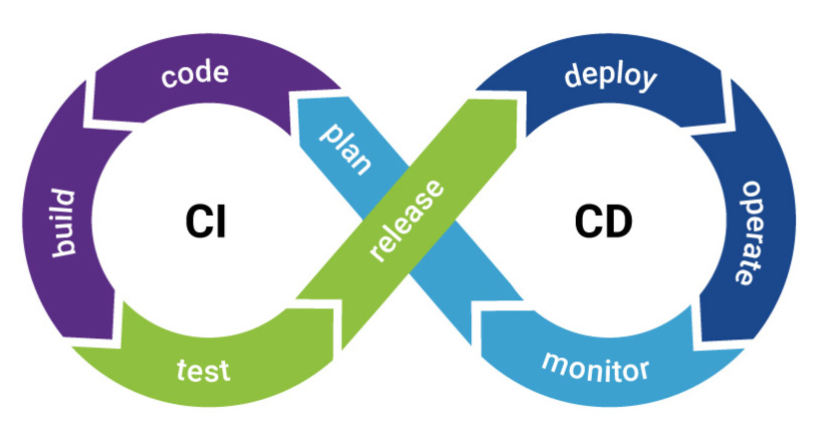 code
deploy
plan
build
CI
release
CD
operate
test
monitor